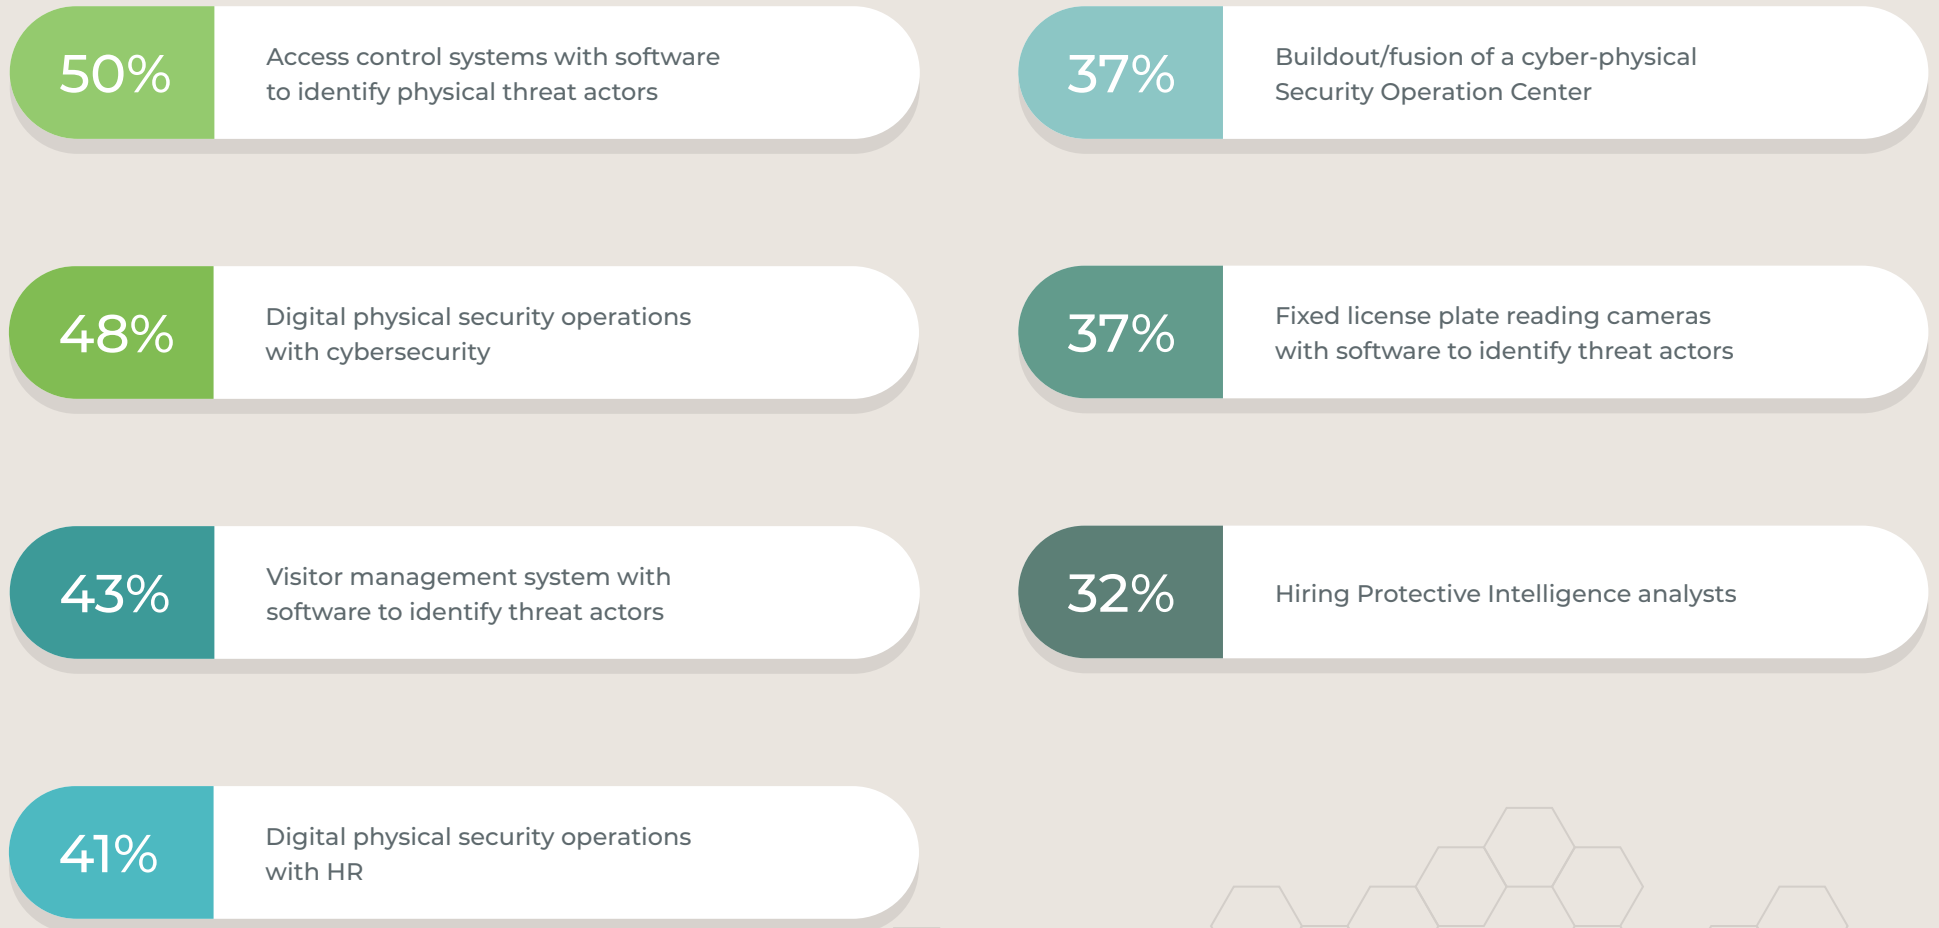 50%
Access control systems with software
to identify physical threat actors
48%
Digital physical security operations
with cybersecurity
43%
Visitor management system with
software to identify threat actors
41%
Digital physical security operations
with HR
37%
Buildout/fusion of a cyber-physical
Security Operation Center
37%
Fixed license plate reading cameras
with software to identify threat actors
32%
Hiring Protective Intelligence analysts